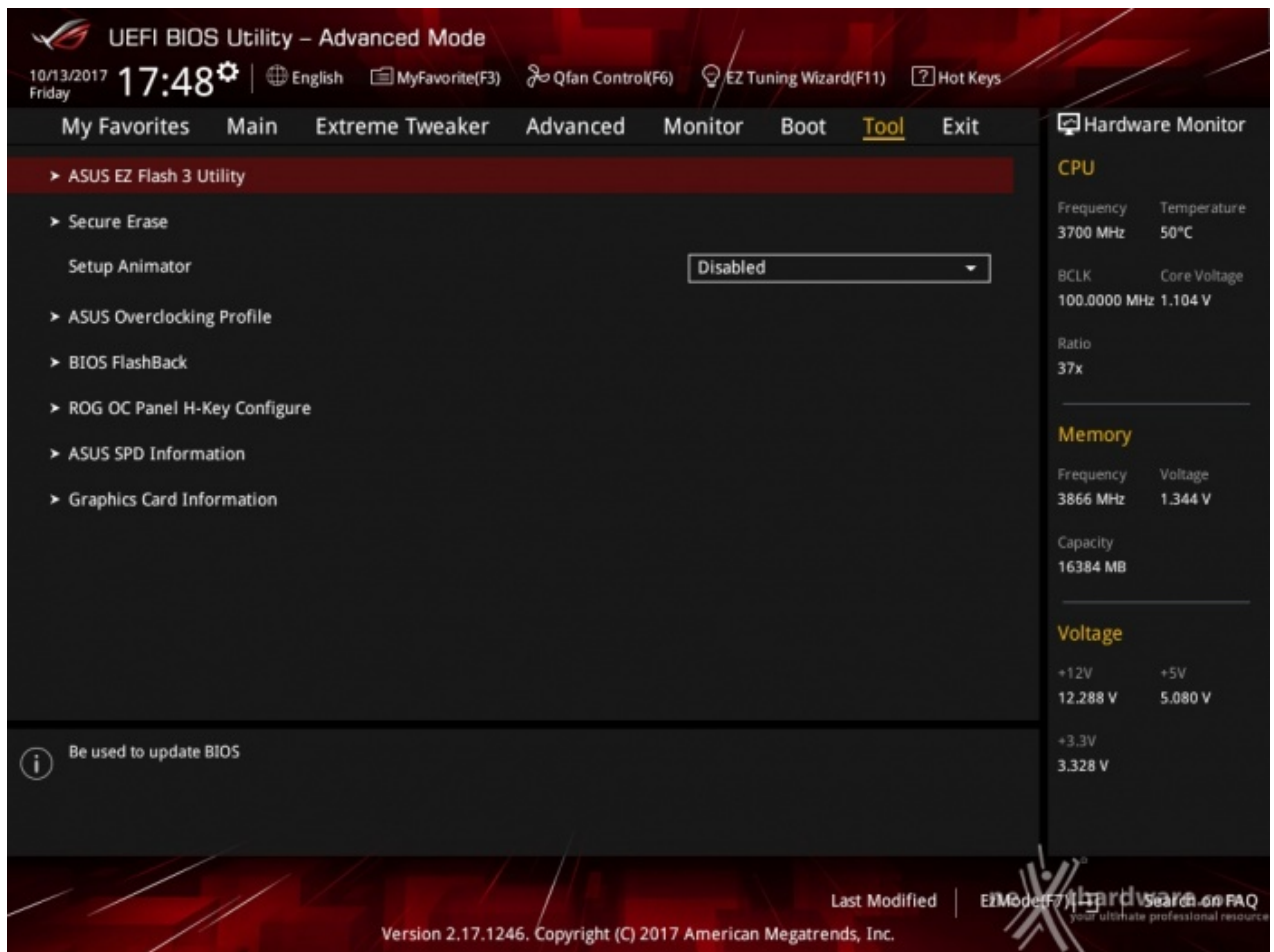 UEFI BIOS Utility – Advanced Mode
10/13/2017
Friday
17:48
English
MyFavorite(F3)
Qfan Control(F6)
EZ Tuning Wizard(F11)
? Hot Keys
My Favorites Main Extreme Tweaker Advanced Monitor Boot Tool Exit
ASUS EZ Flash 3 Utility
Secure Erase
Setup Animator Disabled
ASUS Overclocking Profile
BIOS FlashBack
ROG OC Panel H-Key Configure
ASUS SPD Information
Graphics Card Information
Be used to update BIOS
Hardware Monitor
CPU
Frequency Temperature
3700 MHz 50°C
BCLK Core Voltage
100.0000 MHz 1.104 V
Ratio
37x
Memory
Frequency Voltage
3866 MHz 1.344 V
Capacity
16384 MB
Voltage
+12V +5V
12.288 V 5.080 V
+3.3V
3.328 V
Last Modified
EzMode(F7)
Search on FAQ
your ultimate professional resource
Version 2.17.1246. Copyright (C) 2017 American Megatrends, Inc.